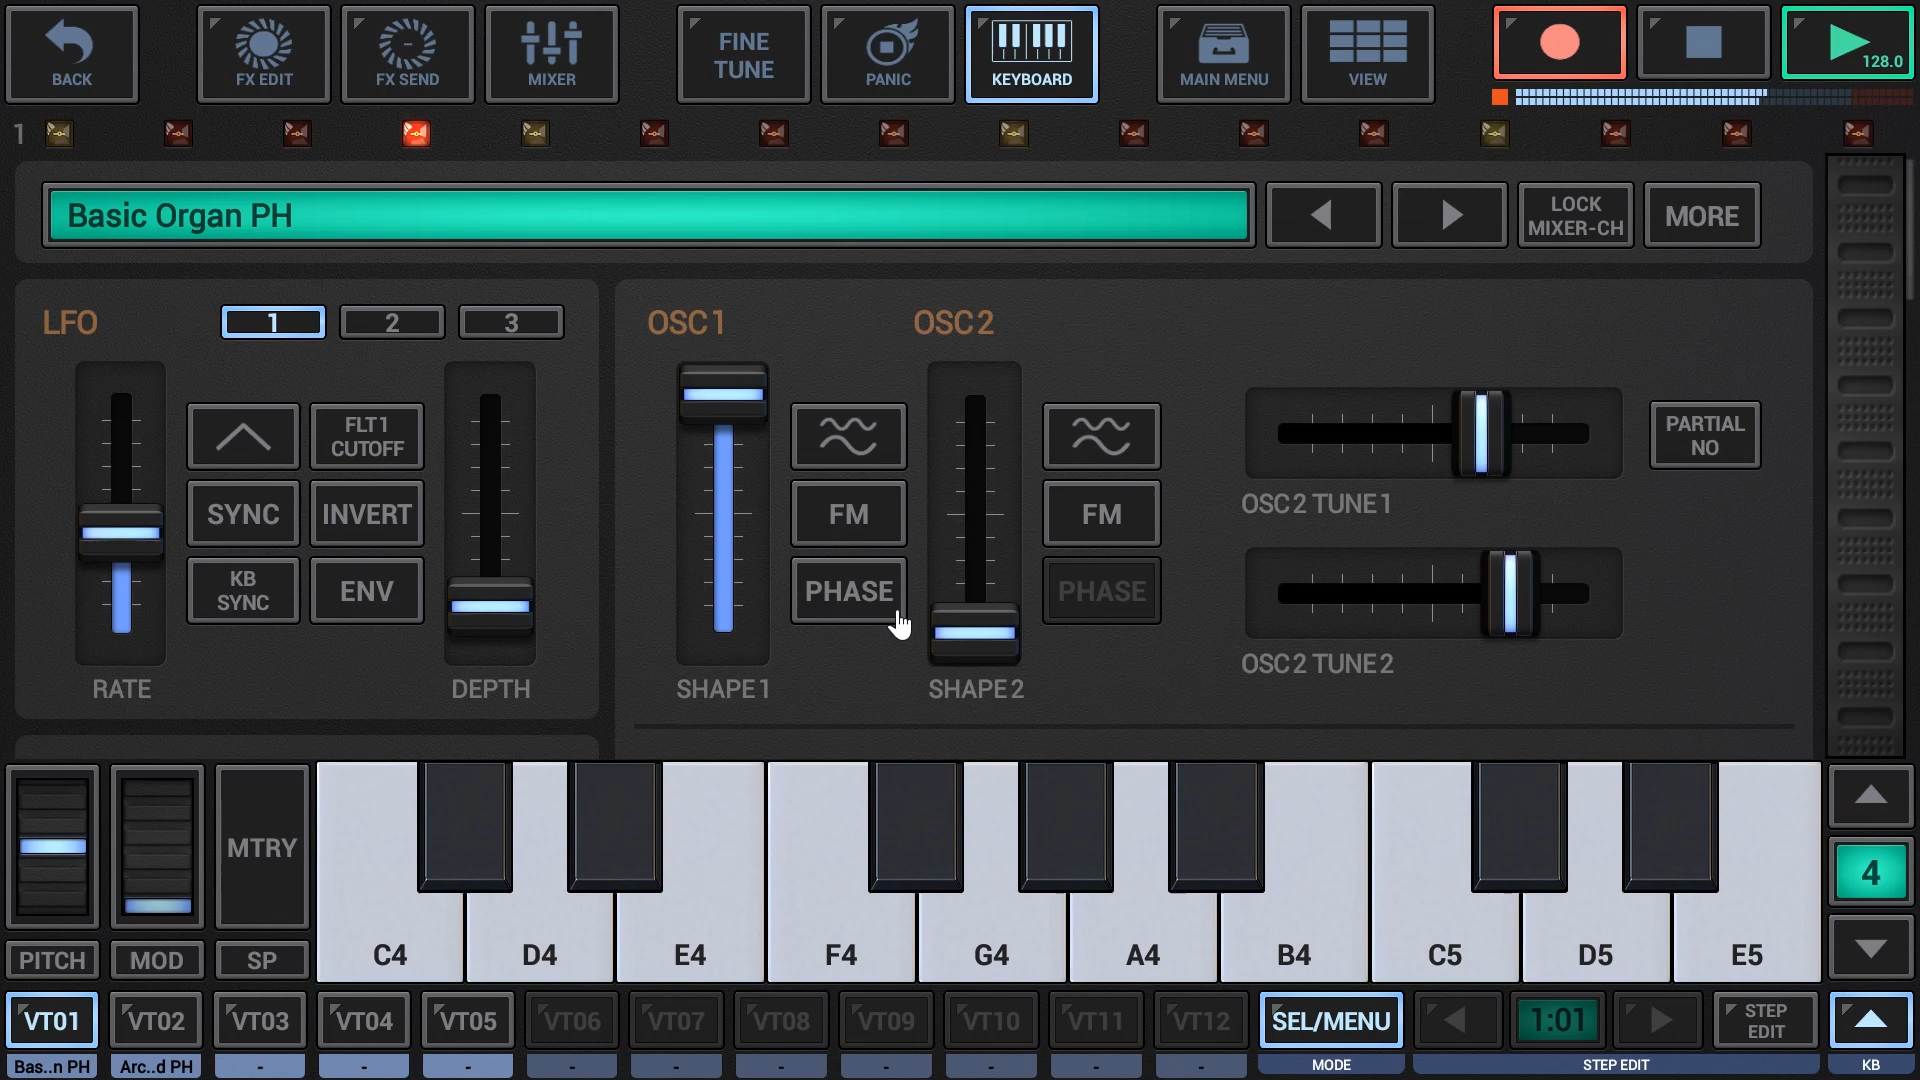 BACK
FX EDIT
FX SEND
MIXER
FINE
TUNE
PANIC
KEYBOARD
MAIN MENU
VIEW
128.0
1
Basic Organ PH
LOCK
MIXER-CH
MORE
LFO
1
2
3
OSC1
OSC2
FLT1
CUTOFF
SYNC
INVERT
KB
SYNC
ENV
RATE
DEPTH
FM
PHASE
SHAPE1
SHAPE2
FM
PHASE
OSC2 TUNE1
OSC2 TUNE2
PARTIAL
NO
MTRY
PITCH
MOD
SP
C4
D4
E4
F4
G4
A4
B4
C5
D5
E5
4
VT01
VT02
VT03
VT04
VT05
VT06
VT07
VT08
VT09
VT10
VT11
VT12
SEL/MENU
1:01
STEP
EDIT
Bas..n PH
Arc..d PH
-
-
-
-
-
-
-
-
-
-
MODE
STEP EDIT
KB